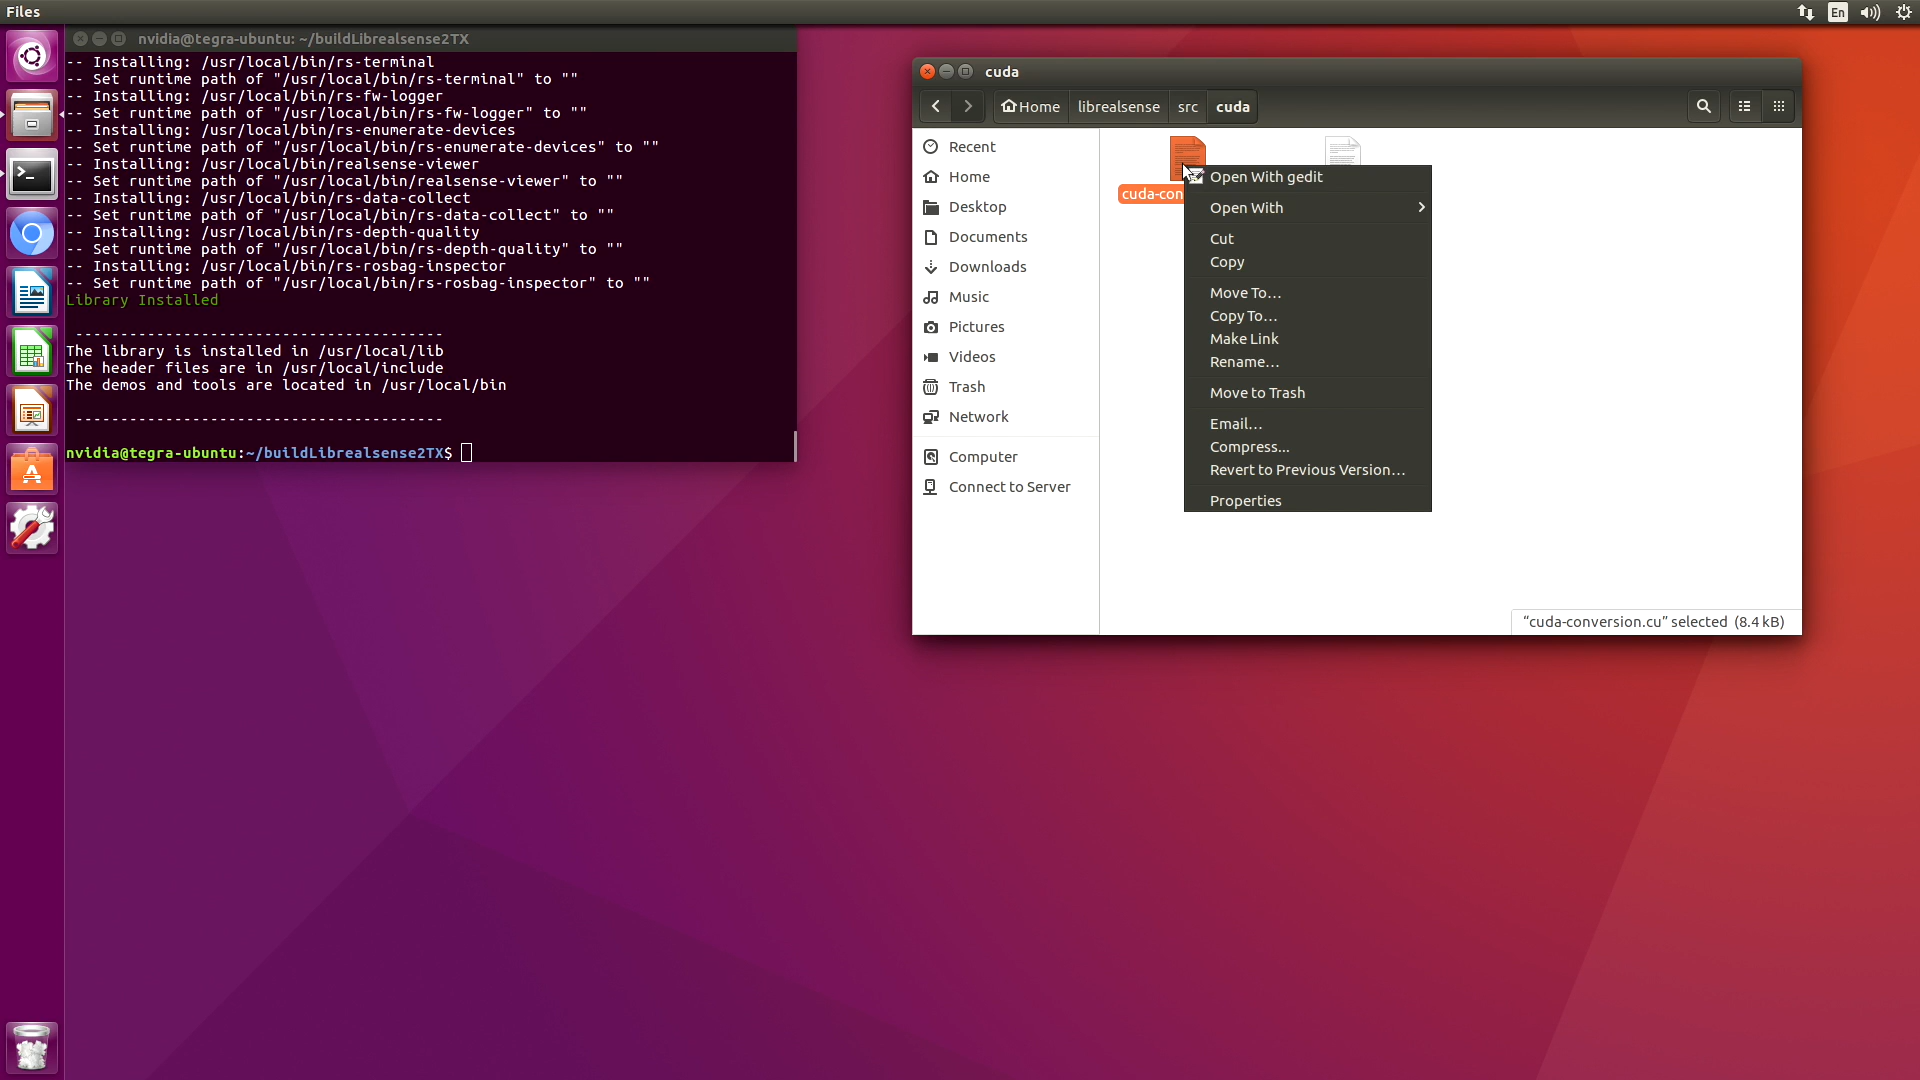 Files
En
nvidia@tegra-ubuntu: ~/buildLibrealsense2TX
-- Installing: /usr/local/bin/rs-terminal
-- Set runtime path of "/usr/local/bin/rs-terminal" to ""
-- Installing: /usr/local/bin/rs-fw-logger
-- Set runtime path of "/usr/local/bin/rs-fw-logger" to ""
-- Installing: /usr/local/bin/rs-enumerate-devices
-- Set runtime path of "/usr/local/bin/rs-enumerate-devices" to ""
-- Installing: /usr/local/bin/realsense-viewer
-- Set runtime path of "/usr/local/bin/realsense-viewer" to ""
-- Installing: /usr/local/bin/rs-data-collect
-- Set runtime path of "/usr/local/bin/rs-data-collect" to ""
-- Installing: /usr/local/bin/rs-depth-quality
-- Set runtime path of "/usr/local/bin/rs-depth-quality" to ""
-- Installing: /usr/local/bin/rs-rosbag-inspector
-- Set runtime path of "/usr/local/bin/rs-rosbag-inspector" to ""
Library Installed
-----------------------------------------
The library is installed in /usr/local/lib
The header files are in /usr/local/include
The demos and tools are located in /usr/local/bin
-----------------------------------------
nvidia@tegra-ubuntu:~/buildLibrealsense2TX$
cuda
Home librealsense src cuda
Recent
Home
Desktop
Documents
Downloads
Music
Pictures
Videos
Trash
Network
Computer
Connect to Server
cuda-con
Open With gedit
Open With
Cut
Copy
Move To…
Copy To…
Make Link
Rename…
Move to Trash
Email…
Compress…
Revert to Previous Version…
Properties
“cuda-conversion.cu” selected (8.4 kB)